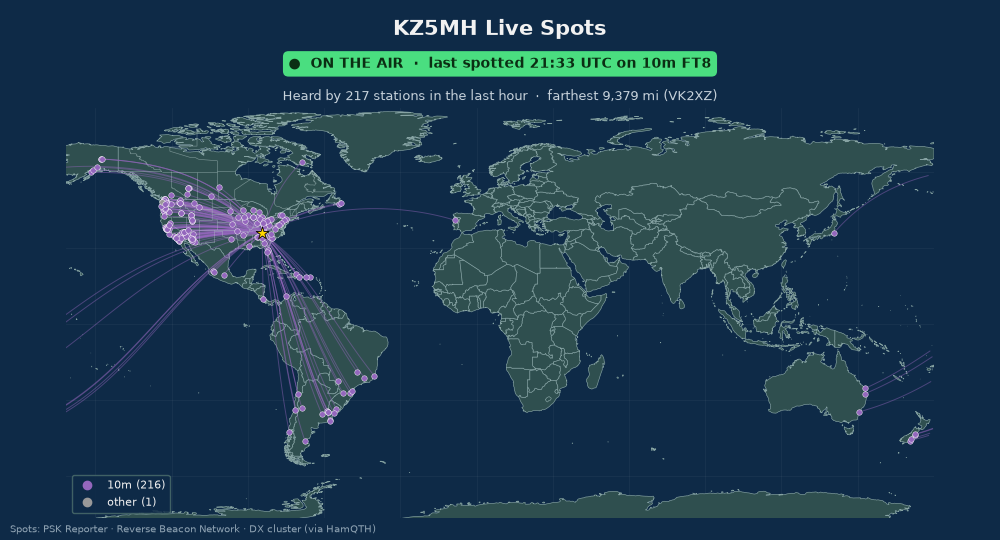 KZ5MH Live Spots
● ON THE AIR · last spotted 21:33 UTC on 10m FT8
Heard by 217 stations in the last hour · farthest 9,379 mi (VK2XZ)
10m (216)
other (1)
Spots: PSK Reporter · Reverse Beacon Network · DX cluster (via HamQTH)